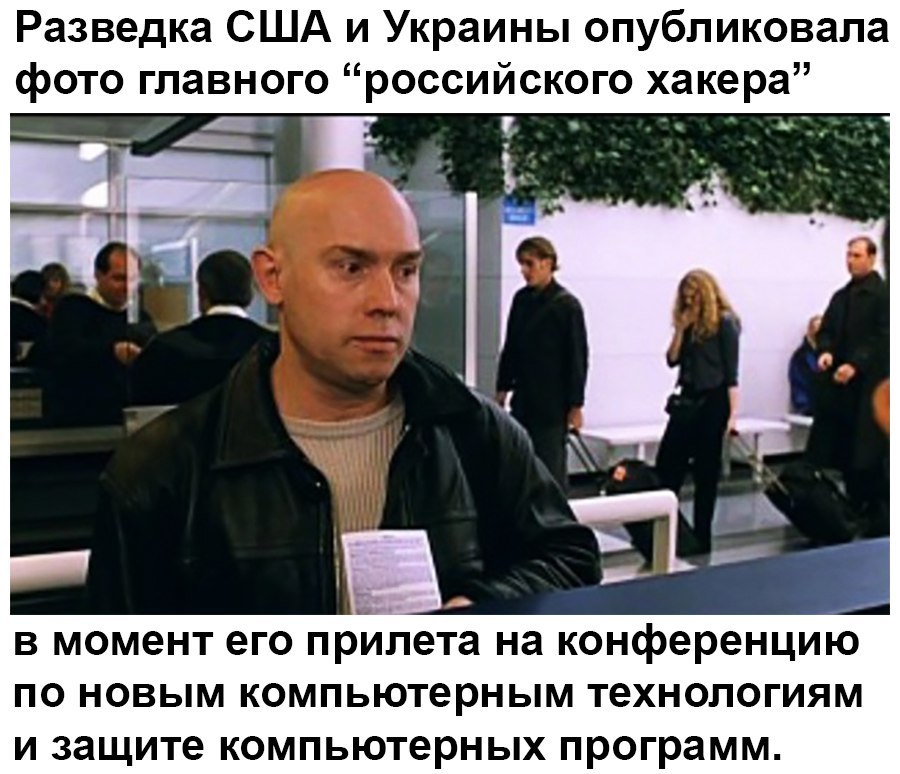 Разведка США и Украины опубликовала
фото главного “российского хакера”
в момент его прилета на конференцию
по новым компьютерным технологиям
и защите компьютерных программ.